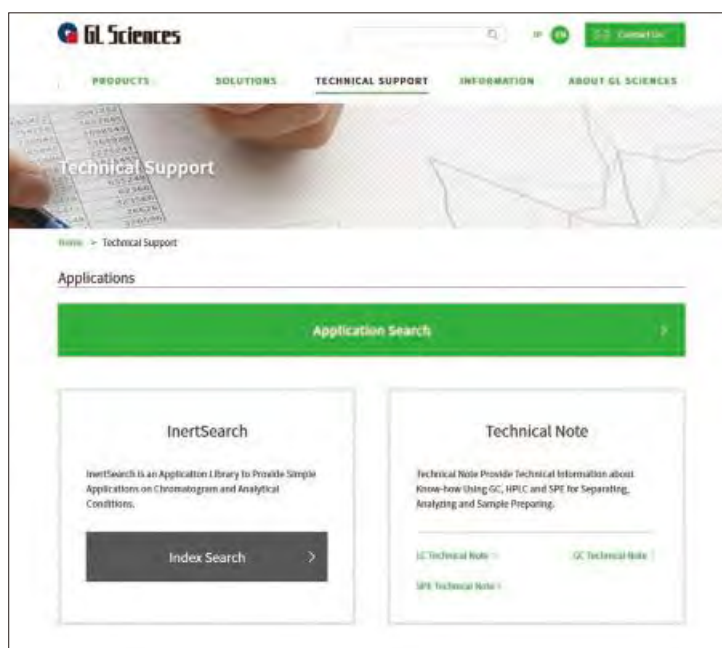 GL Sciences
JP EN Contact Us
PRODUCTS SOLUTIONS TECHNICAL SUPPORT INFORMATION ABOUT GL SCIENCES
Technical Support
Home > Technical Support
Applications
Application Search >
InertSearch
InertSearch is an Application Library to Provide Simple
Applications on Chromatogram and Analytical
Conditions.
Index Search >
Technical Note
Technical Note Provide Technical Information about
Know-how Using GC, HPLC and SPE for Separating,
Analyzing and Sample Preparing.
LC Technical Note > GC Technical Note
SPE Technical Note >